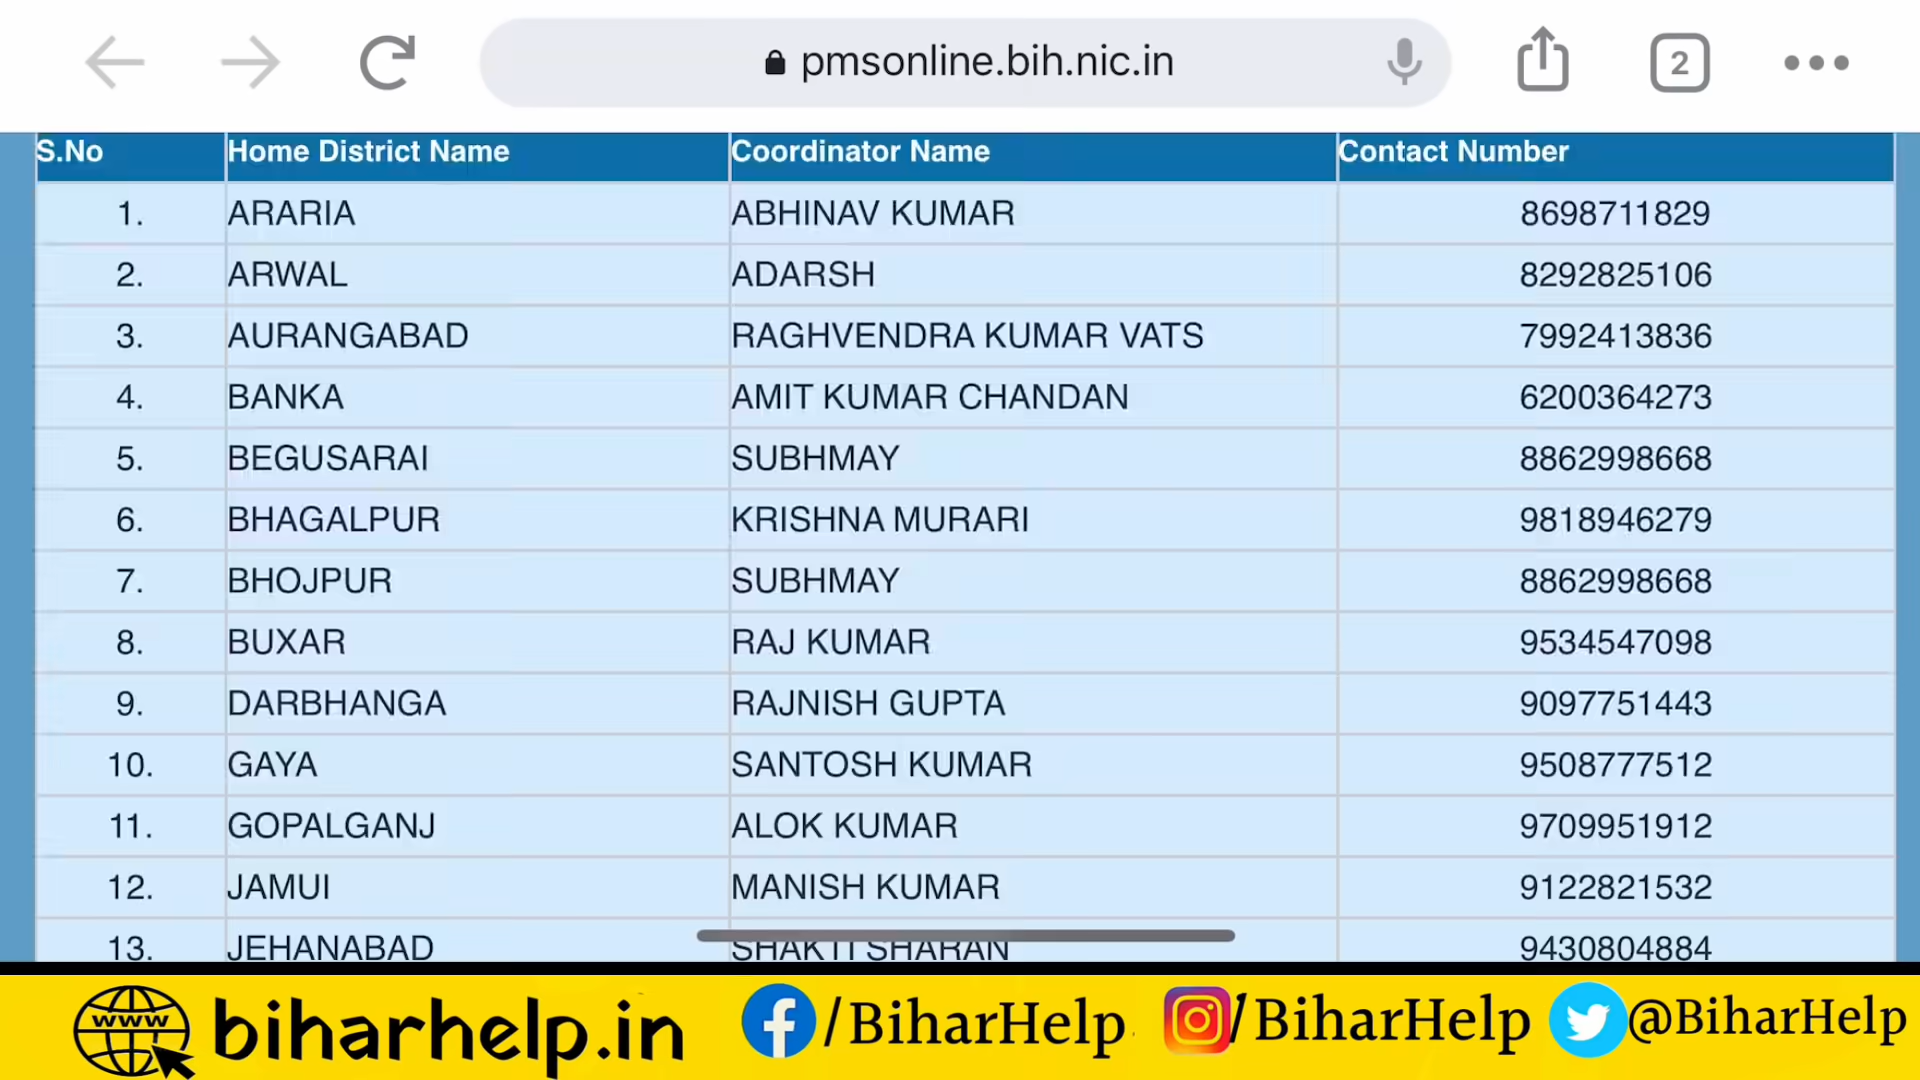 pmsonline.bih.nic.in
2
S.No Home District Name Coordinator Name Contact Number
1. ARARIA ABHINAV KUMAR 8698711829
2. ARWAL ADARSH 8292825106
3. AURANGABAD RAGHVENDRA KUMAR VATS 7992413836
4. BANKA AMIT KUMAR CHANDAN 6200364273
5. BEGUSARAI SUBHMAY 8862998668
6. BHAGALPUR KRISHNA MURARI 9818946279
7. BHOJPUR SUBHMAY 8862998668
8. BUXAR RAJ KUMAR 9534547098
9. DARBHANGA RAJNISH GUPTA 9097751443
10. GAYA SANTOSH KUMAR 9508777512
11. GOPALGANJ ALOK KUMAR 9709951912
12. JAMUI MANISH KUMAR 9122821532
13. JEHANABAD SHAKTI SHARAN 9430804884
www biharhelp.in /BiharHelp /BiharHelp @BiharHelp